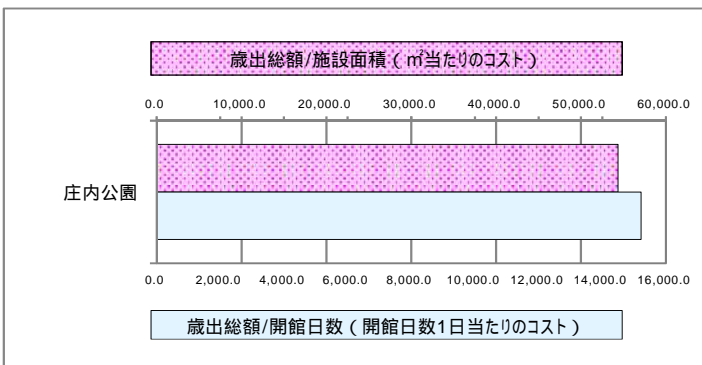 歳出総額/施設面積（㎡当たりのコスト）
0.0 10,000.0 20,000.0 30,000.0 40,000.0 50,000.0 60,000.0
庄内公園
0.0 2,000.0 4,000.0 6,000.0 8,000.0 10,000.0 12,000.0 14,000.0 16,000.0
歳出総額/開館日数（開館日数1日当たりのコスト）